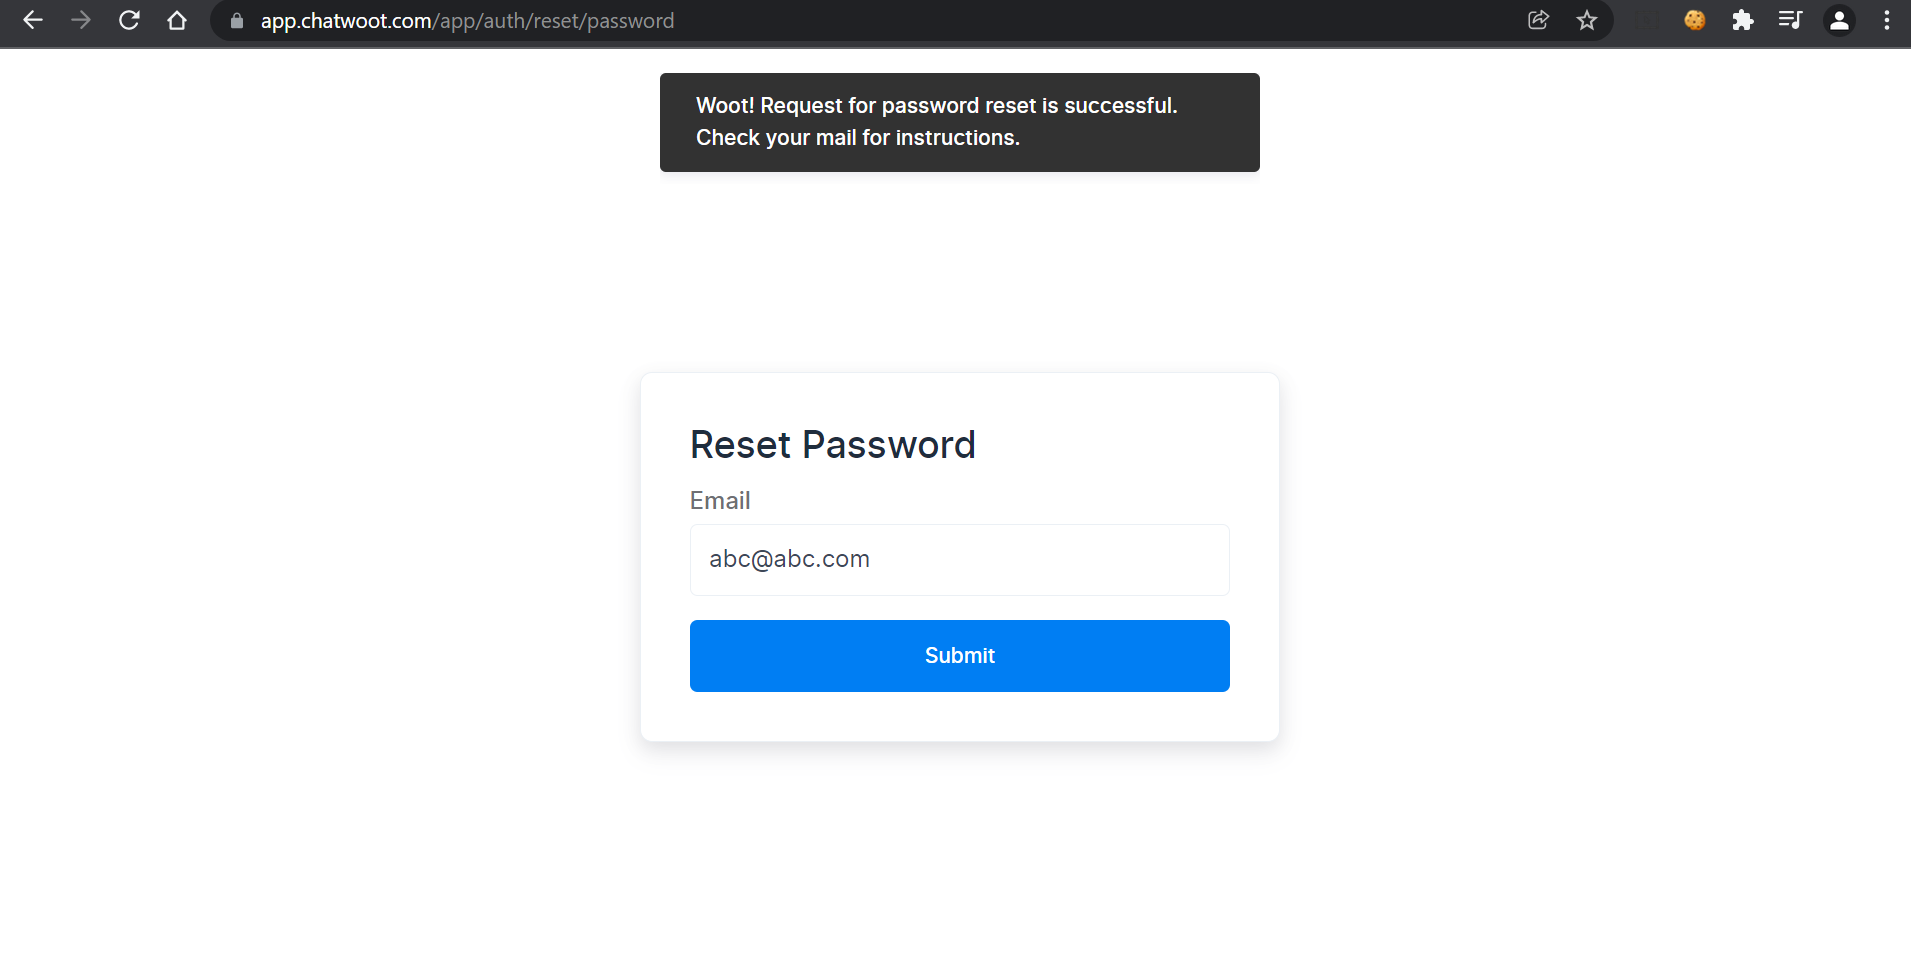 app.chatwoot.com/app/auth/reset/password
Woot! Request for password reset is successful.
Check your mail for instructions.
Reset Password
Email
abc@abc.com
Submit